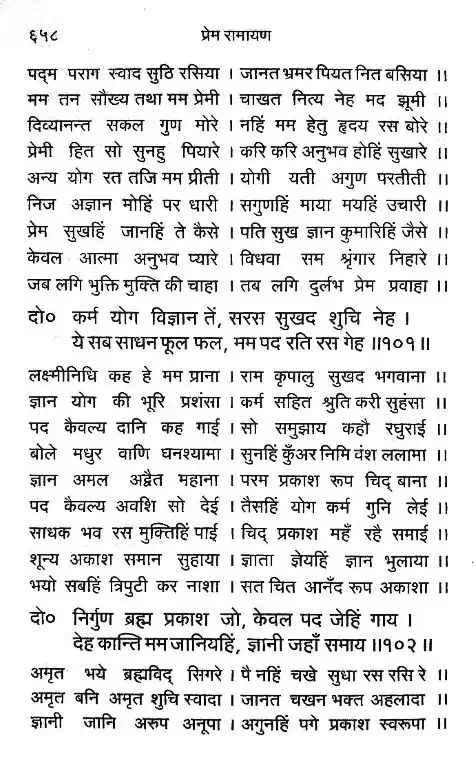 ६५८ प्रेम रामायण
पद्म पराग स्वाद सुठि रसिया । जानत भ्रमर पियत नित बसिया ।।
मम तन सौख्य तथा मम प्रेमी । चाखत नित्य नेह मद झूमी ।।
दिव्यानन्त सकल गुण मोरे । नहिं मम हेतु हृदय रस बोरे ।।
प्रेमी हित सो सुनहु पियारे । करि करि अनुभव होहिं सुखारे ।।
अन्य योग रत तजि मम प्रीती । योगी यती अगुण परतीती ।।
निज अज्ञान मोहिं पर धारी । सगुणहिं माया मयहिं उचारी ।।
प्रेम सुखहिं जानहिं ते कैसे । पति सुख ज्ञान कुमारिहिं जैसे ।।
केवल आत्मा अनुभव प्यारे । विधवा सम श्रृंगार निहारे ।।
जब लगि भुक्ति मुक्ति की चाहा । तब लगि दुर्लभ प्रेम प्रवाहा ।।
दो० कर्म योग विज्ञान तें, सरस सुखद शुचि नेह ।
ये सब साधन फूल फल, मम पद रति रस गेह ।।१०१।।
लक्ष्मीनिधि कह हे मम प्राना । राम कृपालु सुखद भगवाना ।।
ज्ञान योग की भूरि प्रशंसा । कर्म सहित श्रुति करी सुहंसा ।।
पद कैवल्य दानि कह गाई । सो समुझाय कहौ रघुराई ।।
बोले मधुर वाणि घनश्यामा । सुनहिं कुँअर निमि वंश ललामा ।।
ज्ञान अमल अद्वैत महाना । परम प्रकाश रूप चिद् बाना ।।
पद कैवल्य अवशि सो देई । तैसहिं योग कर्म गुनि लेई ।।
साधक भव रस मुक्तिहिं पाई । चिद् प्रकाश महँ रहै समाई ।।
शून्य अकाश समान सुहाया । ज्ञाता ज्ञेयहिं ज्ञान भुलाया ।।
भयो सबहिं त्रिपुटी कर नाशा । सत चित आनँद रूप अकाशा ।।
दो० निर्गुण ब्रह्म प्रकाश जो, केवल पद जेहिं गाय ।
देह कान्ति मम जानियहिं, ज्ञानी जहाँ समाय ।।१०२।।
अमृत भये ब्रह्मविद् सिगरे । पै नहिं चखे सुधा रस रसि रे ।।
अमृत बनि अमृत शुचि स्वादा । जानत चखन भक्त अहलादा ।।
ज्ञानी जानि अरुप अनूपा । अगुनहिं पगे प्रकाश स्वरूपा ।।